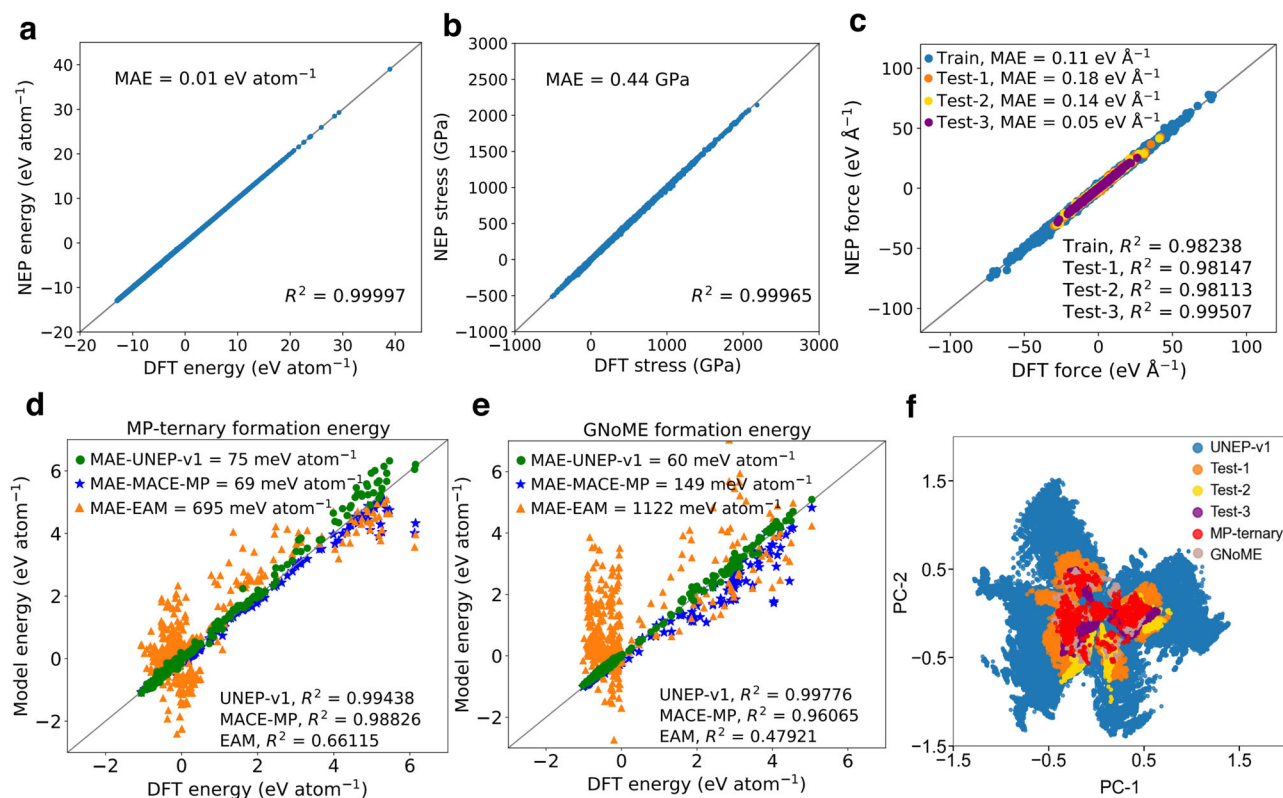 a
MAE = 0.01 eV atom⁻¹
R² = 0.99997
NEP energy (eV atom⁻¹)
40
30
20
10
0
−10
−20
−20 −10 0 10 20 30 40
DFT energy (eV atom⁻¹)
b
MAE = 0.44 GPa
R² = 0.99965
NEP stress (GPa)
3000
2500
2000
1500
1000
500
0
−500
−1000
−1000 0 1000 2000 3000
DFT stress (GPa)
c
Train, MAE = 0.11 eV Å⁻¹
Test-1, MAE = 0.18 eV Å⁻¹
Test-2, MAE = 0.14 eV Å⁻¹
Test-3, MAE = 0.05 eV Å⁻¹
Train, R² = 0.98238
Test-1, R² = 0.98147
Test-2, R² = 0.98113
Test-3, R² = 0.99507
NEP force (eV Å⁻¹)
100
50
0
−50
−100
−100 −50 0 50 100
DFT force (eV Å⁻¹)
d
MP-ternary formation energy
MAE-UNEP-v1 = 75 meV atom⁻¹
MAE-MACE-MP = 69 meV atom⁻¹
MAE-EAM = 695 meV atom⁻¹
UNEP-v1, R² = 0.99438
MACE-MP, R² = 0.98826
EAM, R² = 0.66115
Model energy (eV atom⁻¹)
6
4
2
0
−2
−2 0 2 4 6
DFT energy (eV atom⁻¹)
e
GNoME formation energy
MAE-UNEP-v1 = 60 meV atom⁻¹
MAE-MACE-MP = 149 meV atom⁻¹
MAE-EAM = 1122 meV atom⁻¹
UNEP-v1, R² = 0.99776
MACE-MP, R² = 0.96065
EAM, R² = 0.47921
Model energy (eV atom⁻¹)
6
4
2
0
−2
−2 0 2 4 6
DFT energy (eV atom⁻¹)
f
UNEP-v1
Test-1
Test-2
Test-3
MP-ternary
GNoME
PC-2
1.5
0.5
−0.5
−1.5
−1.5 −0.5 0.5 1.5
PC-1